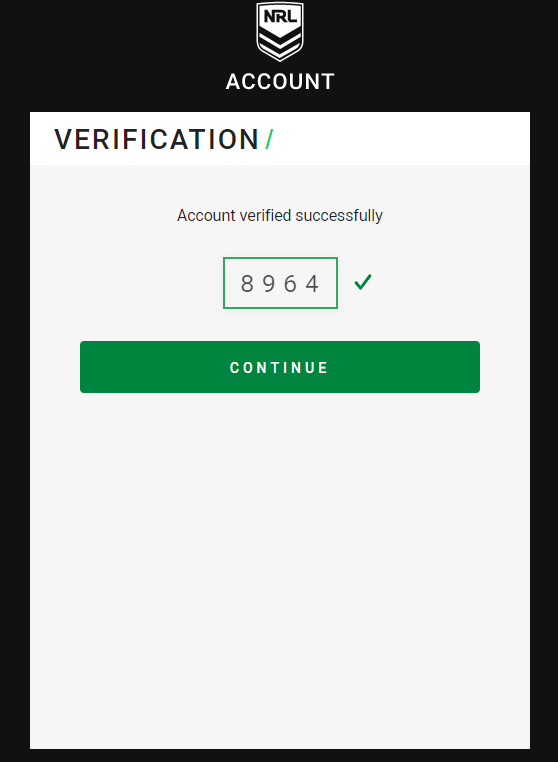 NRL
ACCOUNT
VERIFICATION /
Account verified successfully
8964
CONTINUE